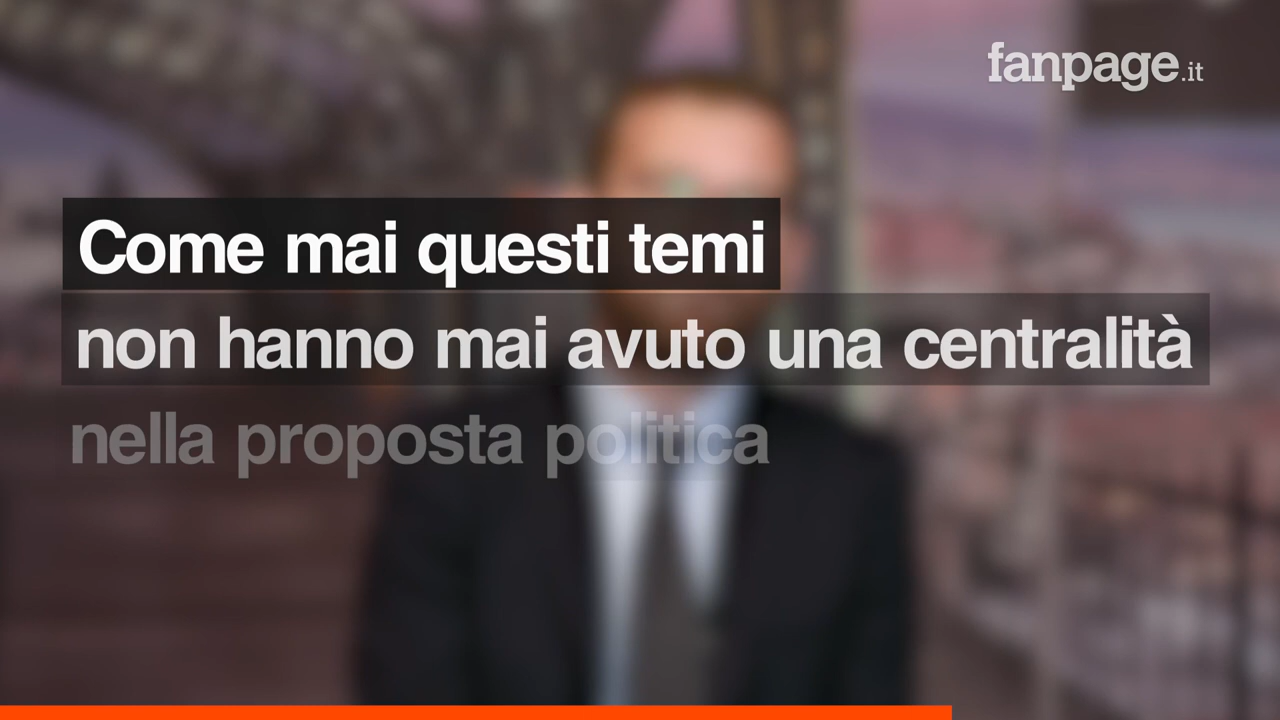 fanpage.it
Come mai questi temi
non hanno mai avuto una centralità
nella proposta politica